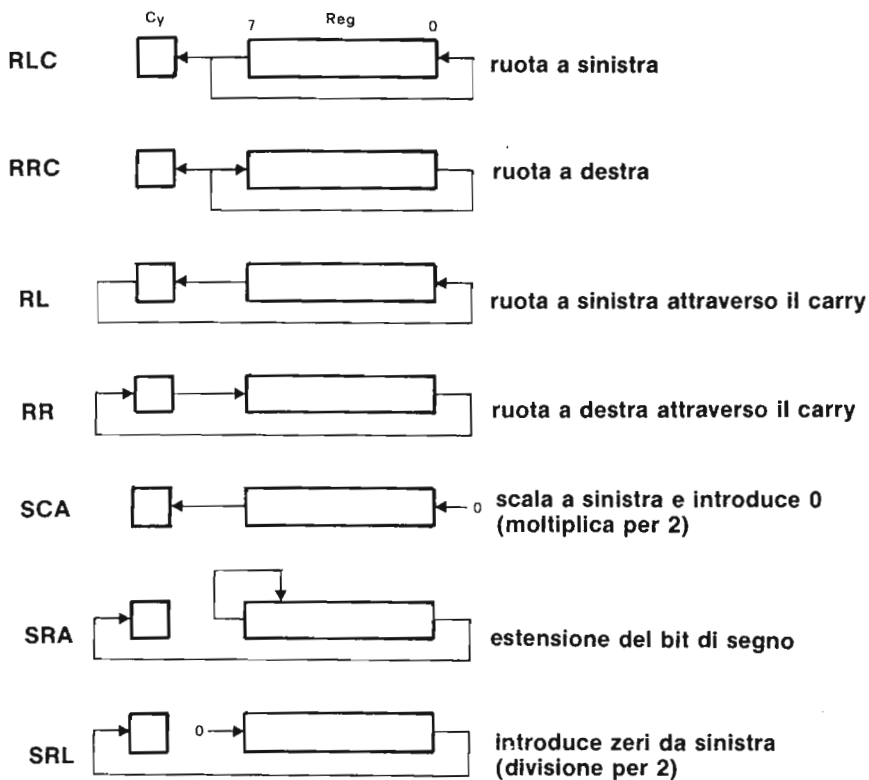 Cy 7 Reg 0
RLC ruota a sinistra
RRC ruota a destra
RL ruota a sinistra attraverso il carry
RR ruota a destra attraverso il carry
SCA 0 scala a sinistra e introduce 0
(moltiplica per 2)
SRA estensione del bit di segno
SRL 0 introduce zeri da sinistra
(divisione per 2)